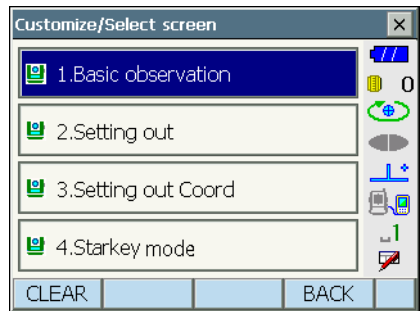 Customize/Select screen
1.Basic observation
0
2.Setting out
3.Setting out Coord
1
4.Starkey mode
CLEAR BACK